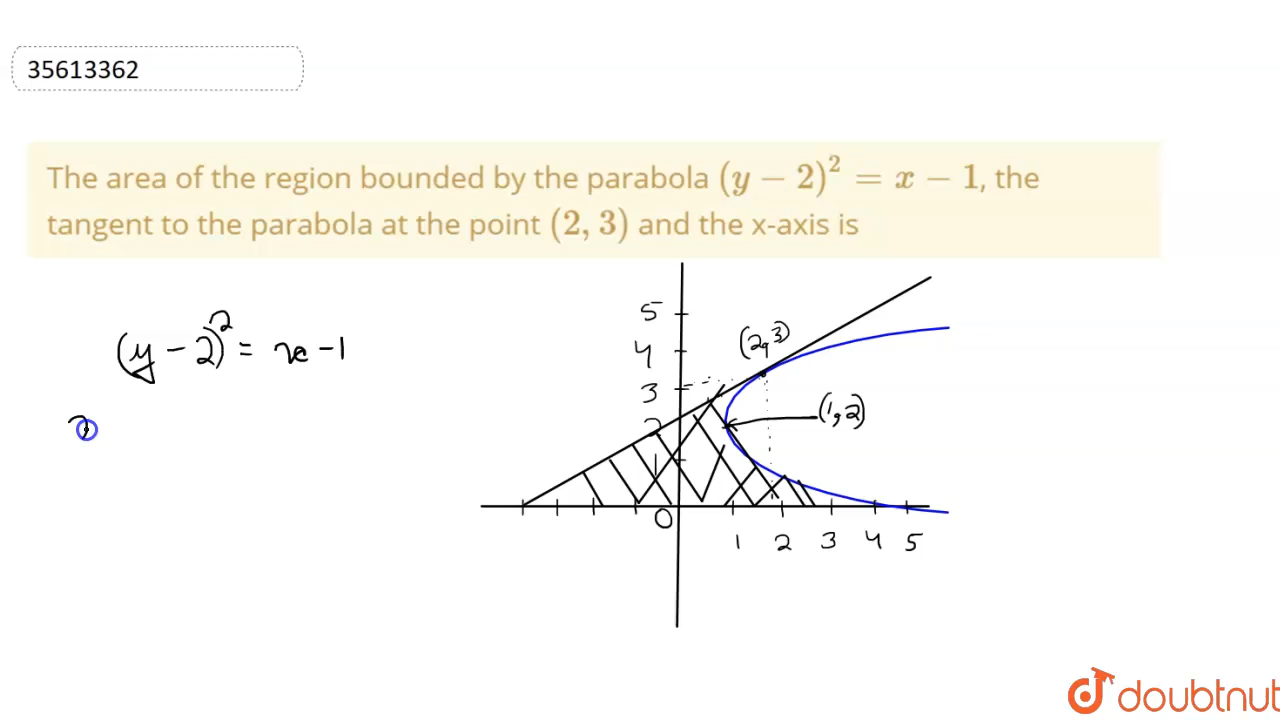 35613362
The area of the region bounded by the parabola (y − 2)² = x − 1, the
tangent to the parabola at the point (2, 3) and the x-axis is
(y − 2)² = x − 1
2
5
4
3
2
1
0
(2,3)
(1,2)
1 2 3 4 5
doubtnut